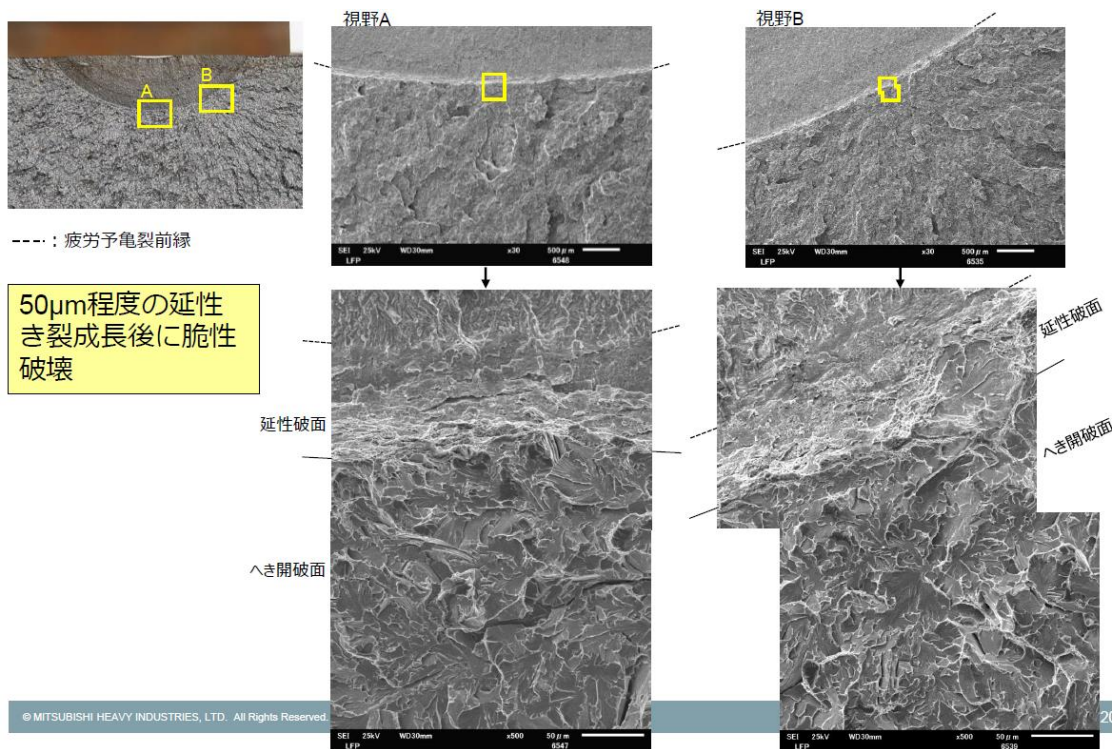 視野A
視野B
A
B
----：疲労予亀裂前縁
50µm程度の延性
き裂成長後に脆性
破壊
SEI 25kV WD30mm x30 500µm
LFP 6548
SEI 25kV WD30mm x30 500µm
LFP 6535
延性破面
へき開破面
延性破面
へき開破面
SEI 25kV WD30mm x500 50µm
LFP 6547
SEI 25kV WD30mm x500 50µm
LFP 6539
© MITSUBISHI HEAVY INDUSTRIES, LTD. All Rights Reserved.
20